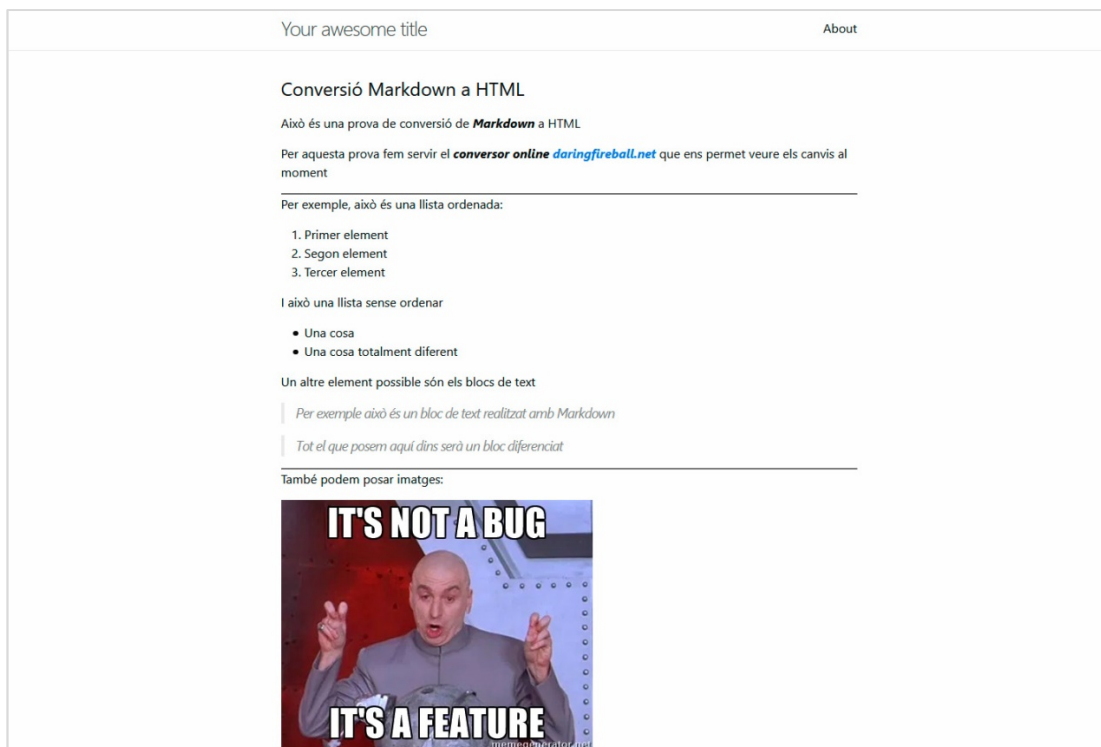 Your awesome title
About
Conversió Markdown a HTML
Això és una prova de conversió de Markdown a HTML
Per aquesta prova fem servir el conversor online daringfireball.net que ens permet veure els canvis al
moment
Per exemple, això és una llista ordenada:
1. Primer element
2. Segon element
3. Tercer element
I això una llista sense ordenar
• Una cosa
• Una cosa totalment diferent
Un altre element possible són els blocs de text
Per exemple això és un bloc de text realitzat amb Markdown
Tot el que posem aquí dins serà un bloc diferenciat
També podem posar imatges:
IT'S NOT A BUG
IT'S A FEATURE
memegenerator.net